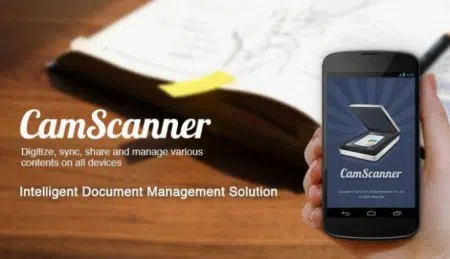 CamScanner
Digitize, sync, share and manage various
contents on all devices
Intelligent Document Management Solution
CamScanner